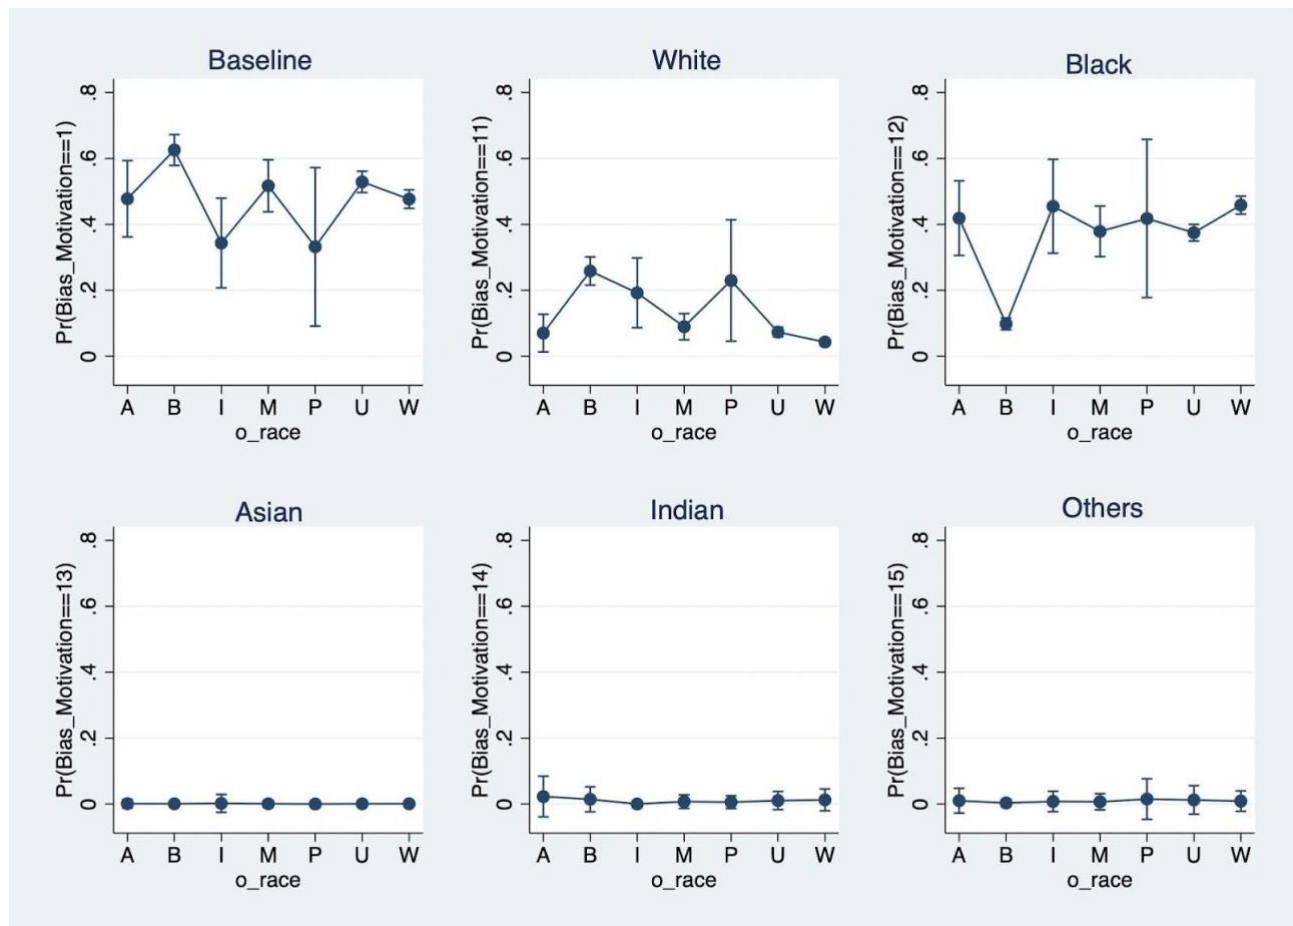 Baseline
Pr(Bias_Motivation==1)
.8
.6
.4
.2
0
A B I M P U W
o_race
White
Pr(Bias_Motivation==11)
.8
.6
.4
.2
0
A B I M P U W
o_race
Black
Pr(Bias_Motivation==12)
.8
.6
.4
.2
0
A B I M P U W
o_race
Asian
Pr(Bias_Motivation==13)
.8
.6
.4
.2
0
A B I M P U W
o_race
Indian
Pr(Bias_Motivation==14)
.8
.6
.4
.2
0
A B I M P U W
o_race
Others
Pr(Bias_Motivation==15)
.8
.6
.4
.2
0
A B I M P U W
o_race